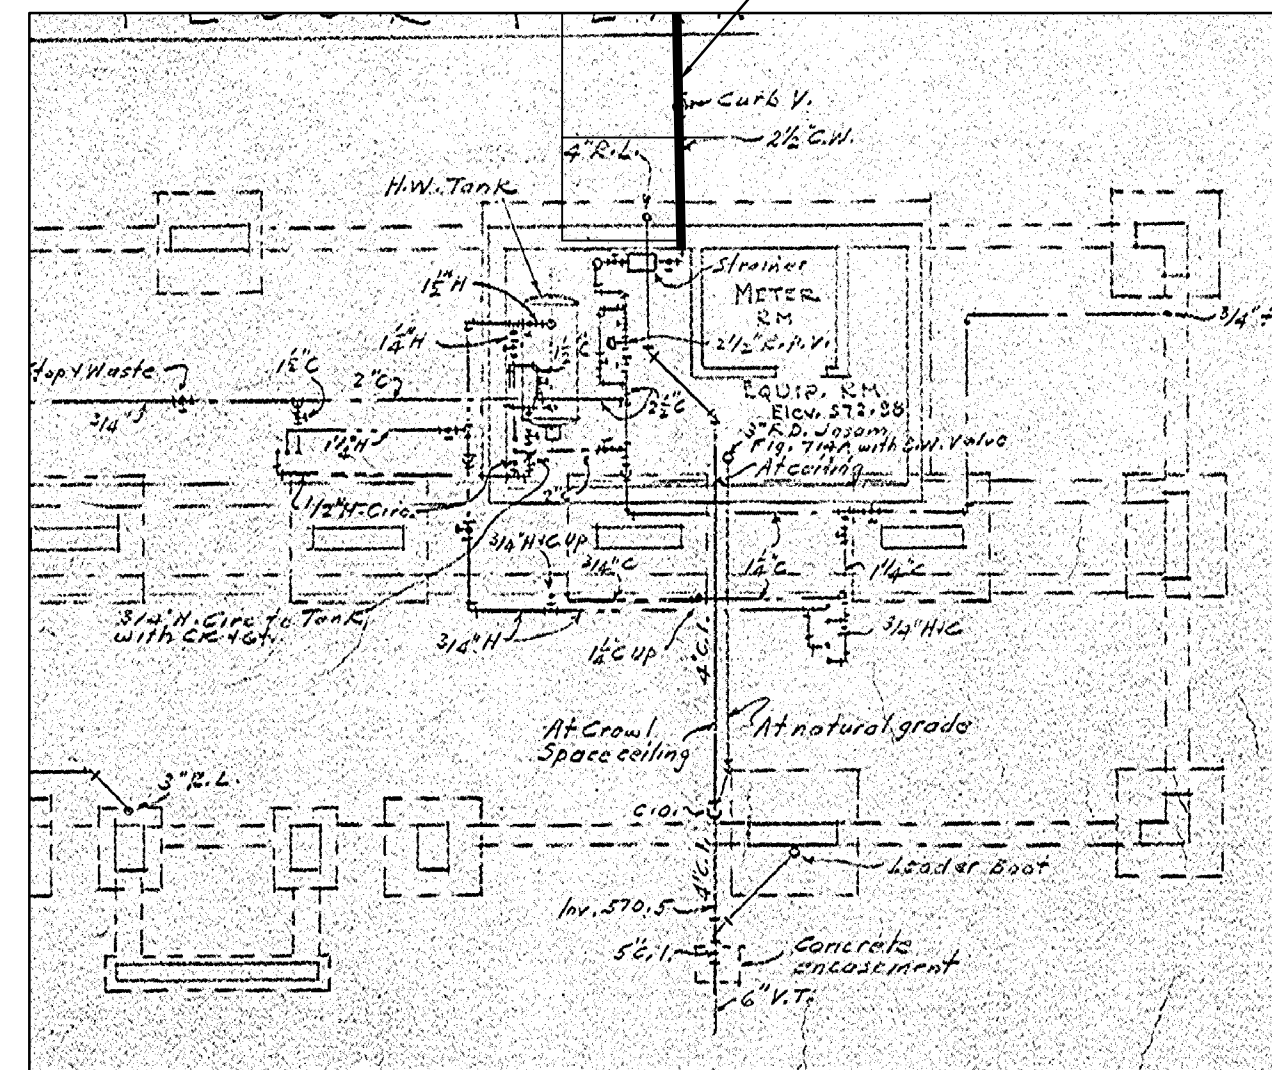 Curb V.
2½" C.W.
4" R.L.
H.W. Tank
Strainer
1½" H
METER
RM
3/4"
1¼" H
2½" R.P.V.
Stop & Waste
1½" C
2" C
EQUIP. RM
2½" C
Elev. 572.98
3/4"
3" F.D. Josam
1¼" H
Fig. 714A with B.W. Valve
At ceiling
2" C
1/2" H-Circ.
3/4" H+C up
3/4" C
1¼" C
1¼" C
3/4" H. Circ to Tank
with CK & Gt.
3/4" H
1¼" C up
4" C.I.
3/4" H+C
At Crawl
Space ceiling
At natural grade
3" R.L.
C.O.
4" C.I.
Leader Boot
Inv. 570.5
5" C.I.
Concrete
encasement
6" V.T.